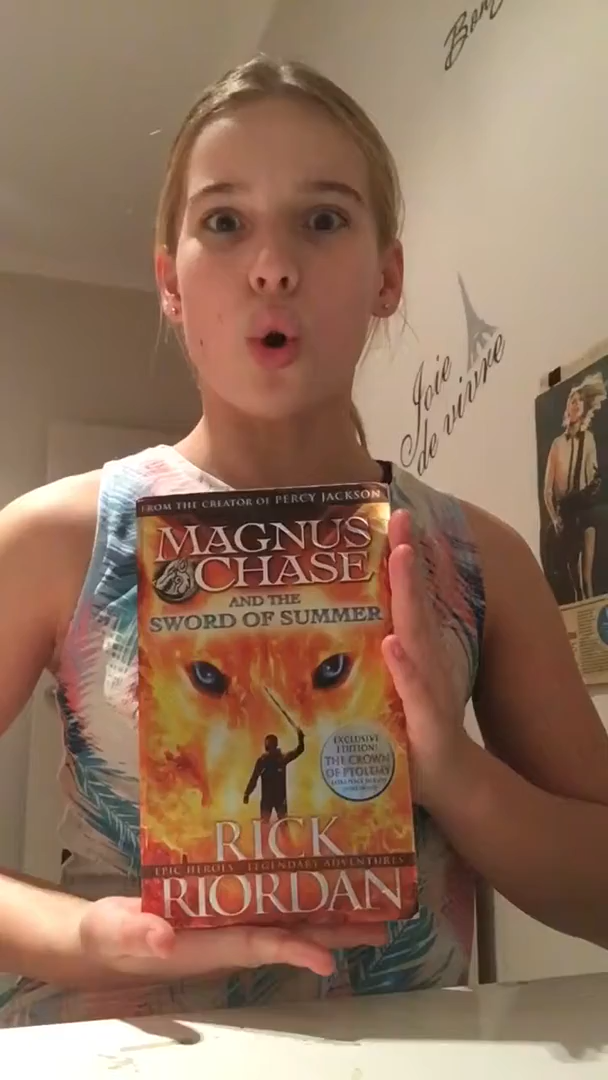 Bon
Joie
de vivre
FROM THE CREATOR OF PERCY JACKSON
MAGNUS
CHASE
AND THE
SWORD OF SUMMER
EXCLUSIVE
EDITION!
THE CROWN
OF PTOLEMY
RICK
EPIC HEROES LEGENDARY ADVENTURES
RIORDAN